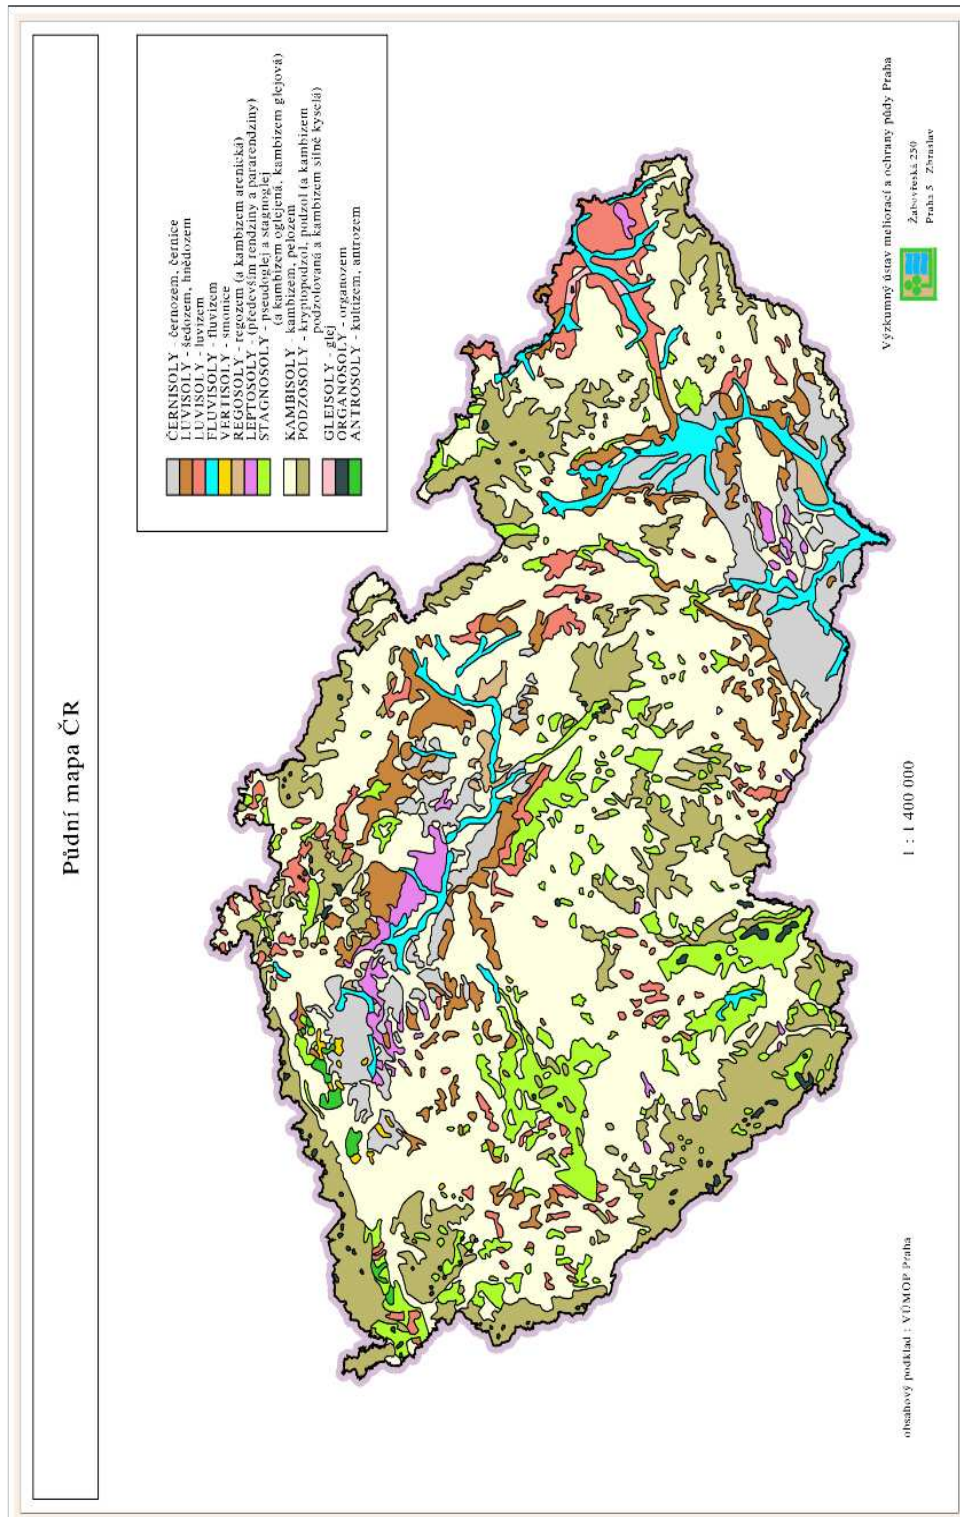 Půdní mapa ČR
ČERNISOLY - černozem, černice
LUVISOLY - šedozem, hnědozem
LUVISOLY - luvizem
FLUVISOLY - fluvizem
VERTISOLY - smonice
REGOSOLY - regozem (a kambizem arenická)
LEPTOSOLY - (především rendziny a pararendziny)
STAGNOSOLY - pseudoglej a stagnoglej
(a kambizem oglejená, kambizem glejová)
KAMBISOLY - kambizem, pelozem
PODZOSOLY - kryptopodzol, podzol (a kambizem
podzolovaná a kambizem silně kyselá)
GLEJSOLY - glej
ORGANOSOLY - organozem
ANTROSOLY - kultizem, antrozem
Výzkumný ústav meliorací a ochrany půdy Praha
Žabovřeská 250
Praha 5 Zbraslav
1 : 1 400 000
obsahový podklad : VÚMOP Praha